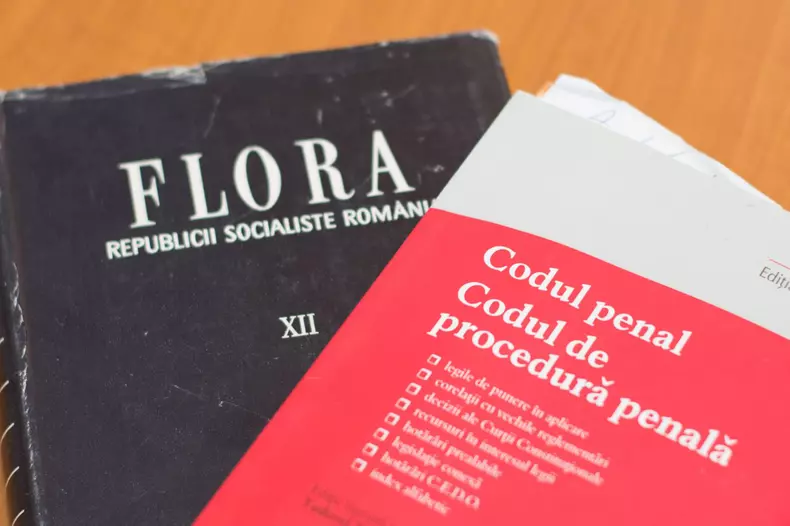 FLORA
REPUBLICII SOCIALISTE ROMÂNI
XII
Ediția
Codul penal
Codul de
procedură penală
legile de punere în aplicare
corelații cu vechile reglementări
decizii ale Curții Constituționale
recursuri în interesul legii
hotărâri prealabile
legislație conexă
hotărâri C.E.D.O.
index alfabetic